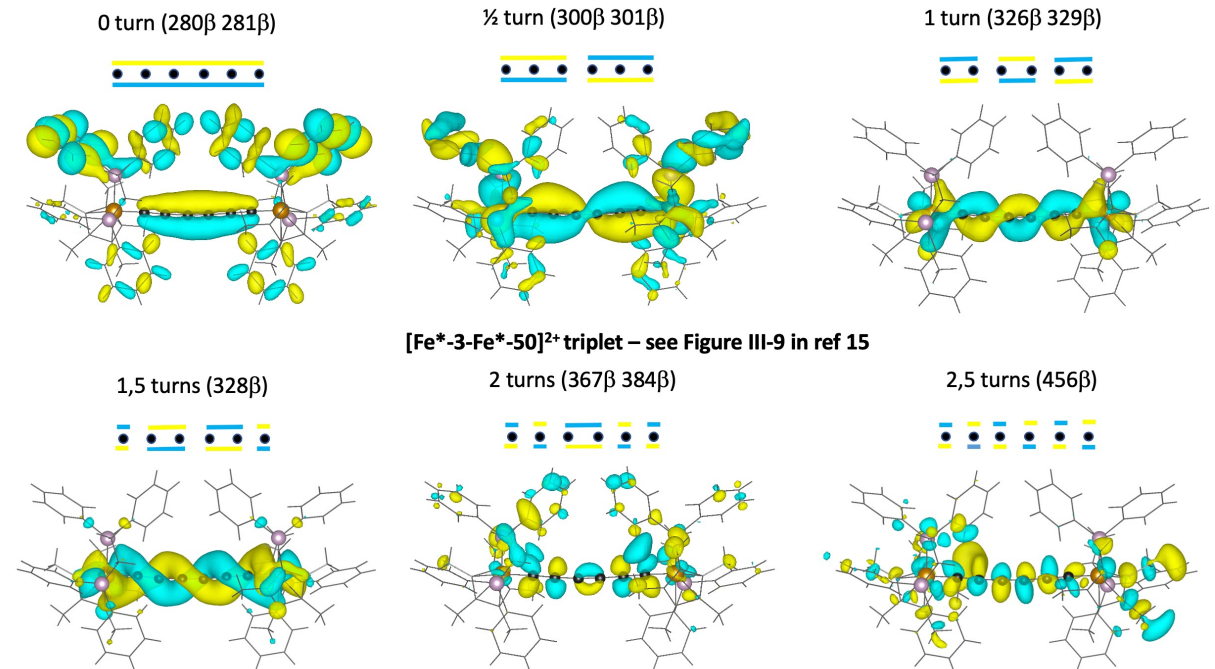 0 turn (280β 281β)
½ turn (300β 301β)
1 turn (326β 329β)
[Fe*-3-Fe*-50]²⁺ triplet – see Figure III-9 in ref 15
1,5 turns (328β)
2 turns (367β 384β)
2,5 turns (456β)